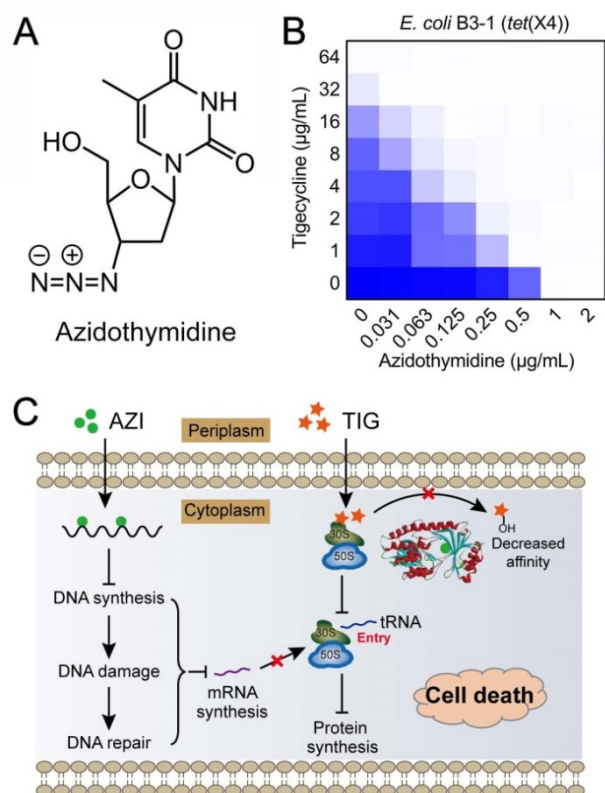 A
O
NH
HO
N
O
O
⊖ ⊕
N=N=N
Azidothymidine
B
E. coli B3-1 (tet(X4))
Tigecycline (µg/mL)
64
32
16
8
4
2
1
0
0 0.031 0.063 0.125 0.25 0.5 1 2
Azidothymidine (µg/mL)
C
AZI
Periplasm
TIG
Cytoplasm
30S
50S
OH
Decreased
affinity
DNA synthesis
30S
50S
tRNA
Entry
DNA damage
mRNA
synthesis
Cell death
DNA repair
Protein
synthesis